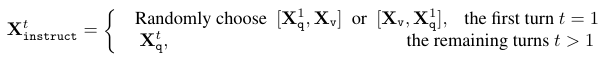 X^t_instruct = { Randomly choose [X^1_q, X_v] or [X_v, X^1_q], the first turn t = 1
X^t_q, the remaining turns t > 1